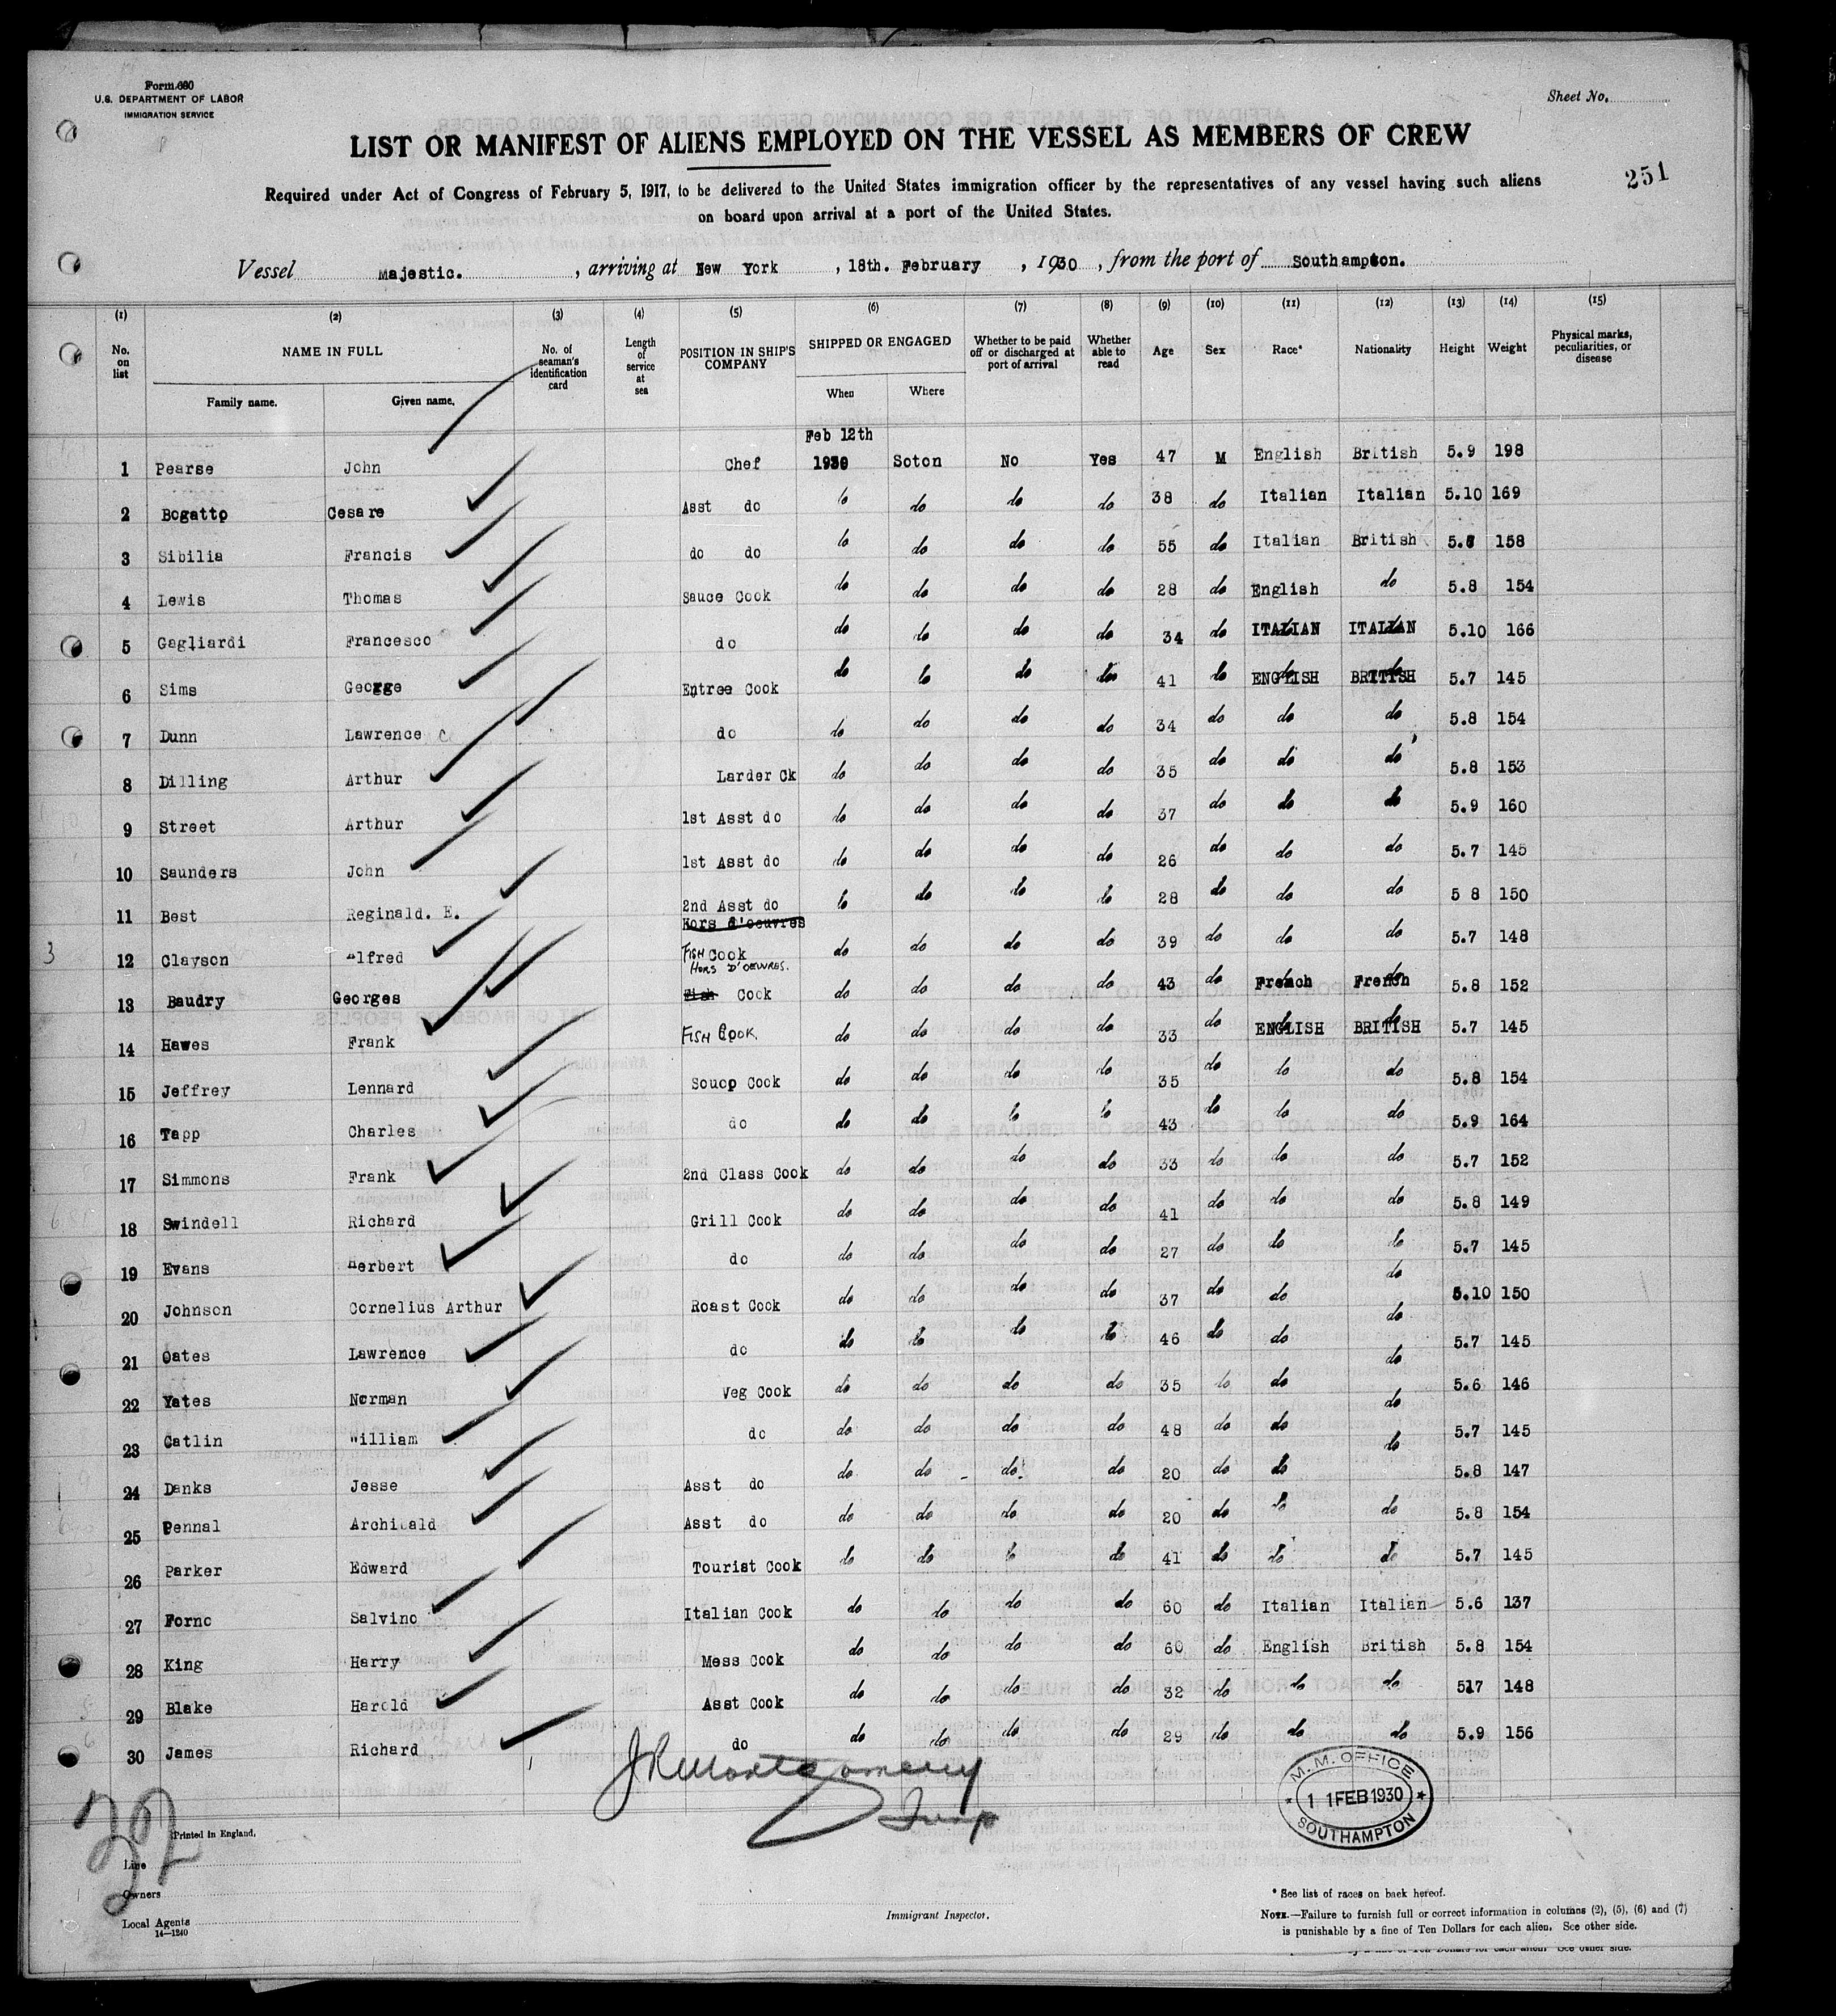 Form 680
U.S. DEPARTMENT OF LABOR
IMMIGRATION SERVICE
Sheet No.
LIST OR MANIFEST OF ALIENS EMPLOYED ON THE VESSEL AS MEMBERS OF CREW
251
Required under Act of Congress of February 5, 1917, to be delivered to the United States immigration officer by the representatives of any vessel having such aliens
on board upon arrival at a port of the United States.
Vessel Majestic. , arriving at New York , 18th. February , 1930 , from the port of Southampton.
(1) (2) (3) (4) (5) (6) (7) (8) (9) (10) (11) (12) (13) (14) (15)
No. on list NAME IN FULL No. of seaman's identification card Length of service at sea POSITION IN SHIP'S COMPANY SHIPPED OR ENGAGED Whether to be paid off or discharged at port of arrival Whether able to read Age Sex Race* Nationality Height Weight Physical marks, peculiarities, or disease
Family name. Given name. When Where
Feb 12th
1 Pearse John Chef 1930 Soton No Yes 47 M English British 5.9 198
2 Bogatto Cesare Asst do do do do do 38 do Italian Italian 5.10 169
3 Sibilia Francis do do do do do do 55 do Italian British 158
4 Lewis Thomas Sauce Cook do do do do 28 do English do 5.8 154
5 Gagliardi Francesco do do do do do 34 do ITALIAN ITALIAN 5.10 166
6 Sims George Entree Cook do do do do 41 do ENGLISH BRITISH 5.7 145
7 Dunn Lawrence C do do do do do 34 do do do 5.8 154
8 Dilling Arthur Larder Ck do do do do 35 do do do 5.8 153
9 Street Arthur 1st Asst do do do do do 37 do do do 5.9 160
10 Saunders John 1st Asst do do do do do 26 do do do 5.7 145
11 Best Reginald. E. 2nd Asst do do do do do 28 do do do 5 8 150
Hors d'oeuvres
3 12 Clayson Alfred FISH Cook do do do do 39 do do do 5.7 148
HORS D'OEUVRES.
13 Baudry Georges Fish Cook do do do do 43 do French French 5.8 152
14 Hawes Frank FISH COOK. do do do do 33 do ENGLISH BRITISH 5.7 145
15 Jeffrey Lennard Soucp Cook do do do do 35 do do do 5.8 154
16 Tapp Charles do do do do do 43 do do do 5.9 164
17 Simmons Frank 2nd Class Cook do do do do 33 do do do 5.7 152
18 Swindell Richard Grill Cook do do do do 41 do do do 5.8 149
19 Evans Herbert do do do do do 27 do do do 5.7 145
20 Johnson Cornelius Arthur Roast Cook do do do do 37 do do do 5.10 150
21 Oates Lawrence do do do do do 46 do do do 5.7 145
22 Yates Norman Veg Cook do do do do 35 do do do 5.6 146
23 Catlin William do do do do do 48 do do do 5.7 145
24 Danks Jesse Asst do do do do do 20 do do do 5.8 147
25 Pennal Archibald Asst do do do do do 20 do do do 5.8 154
26 Parker Edward Tourist Cook do do do do 41 do do do 5.7 145
27 Forno Salvino Italian Cook do do do do 60 do Italian Italian 5.6 137
28 King Harry Mess Cook do do do do 60 do English British 5.8 154
29 Blake Harold Asst Cook do do do do 32 do do do 517 148
30 James Richard do do do do do 29 do do do 5.9 156
JRMontgomery
Insp
M.M. OFFICE
11 FEB 1930
SOUTHAMPTON
Printed in England.
Line
Owners
Local Agents
14—1240
Immigrant Inspector.
* See list of races on back hereof.
NOTE.—Failure to furnish full or correct information in columns (2), (5), (6) and (7)
is punishable by a fine of Ten Dollars for each alien. See other side.